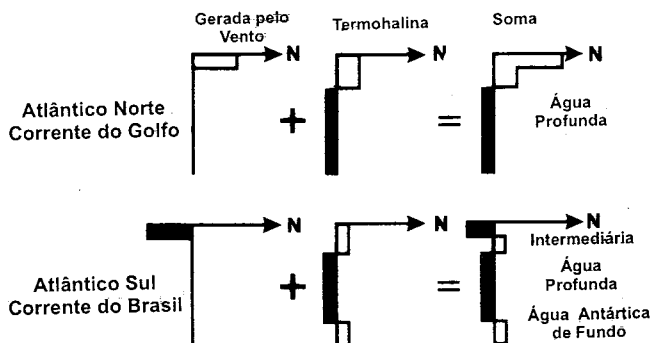 Gerada pelo
Vento
Termohalina
Soma
N
N
N
Atlântico Norte
Corrente do Golfo
+
=
Água
Profunda
N
N
N
Intermediária
Atlântico Sul
Corrente do Brasil
+
=
Água
Profunda
Água Antártica
de Fundo